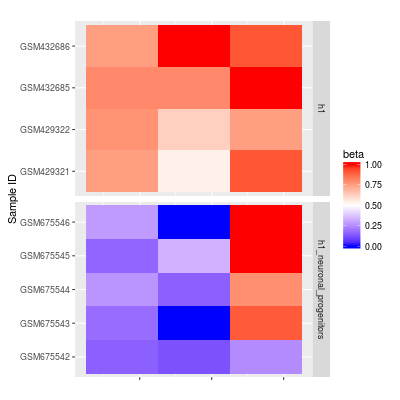 GSM432686
GSM432685
GSM429322
GSM429321
h1
GSM675546
GSM675545
GSM675544
GSM675543
GSM675542
h1_neuronal_progenitors
Sample ID
beta
1.00
0.75
0.50
0.25
0.00